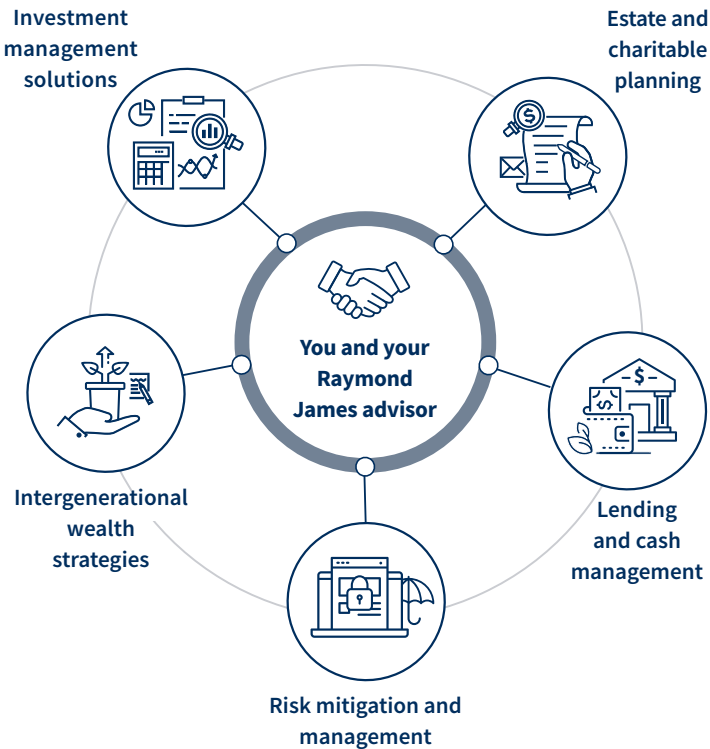 Investment
management
solutions
Estate and
charitable
planning
$
You and your
Raymond
James advisor
$
$
Intergenerational
wealth
strategies
Lending
and cash
management
Risk mitigation and
management